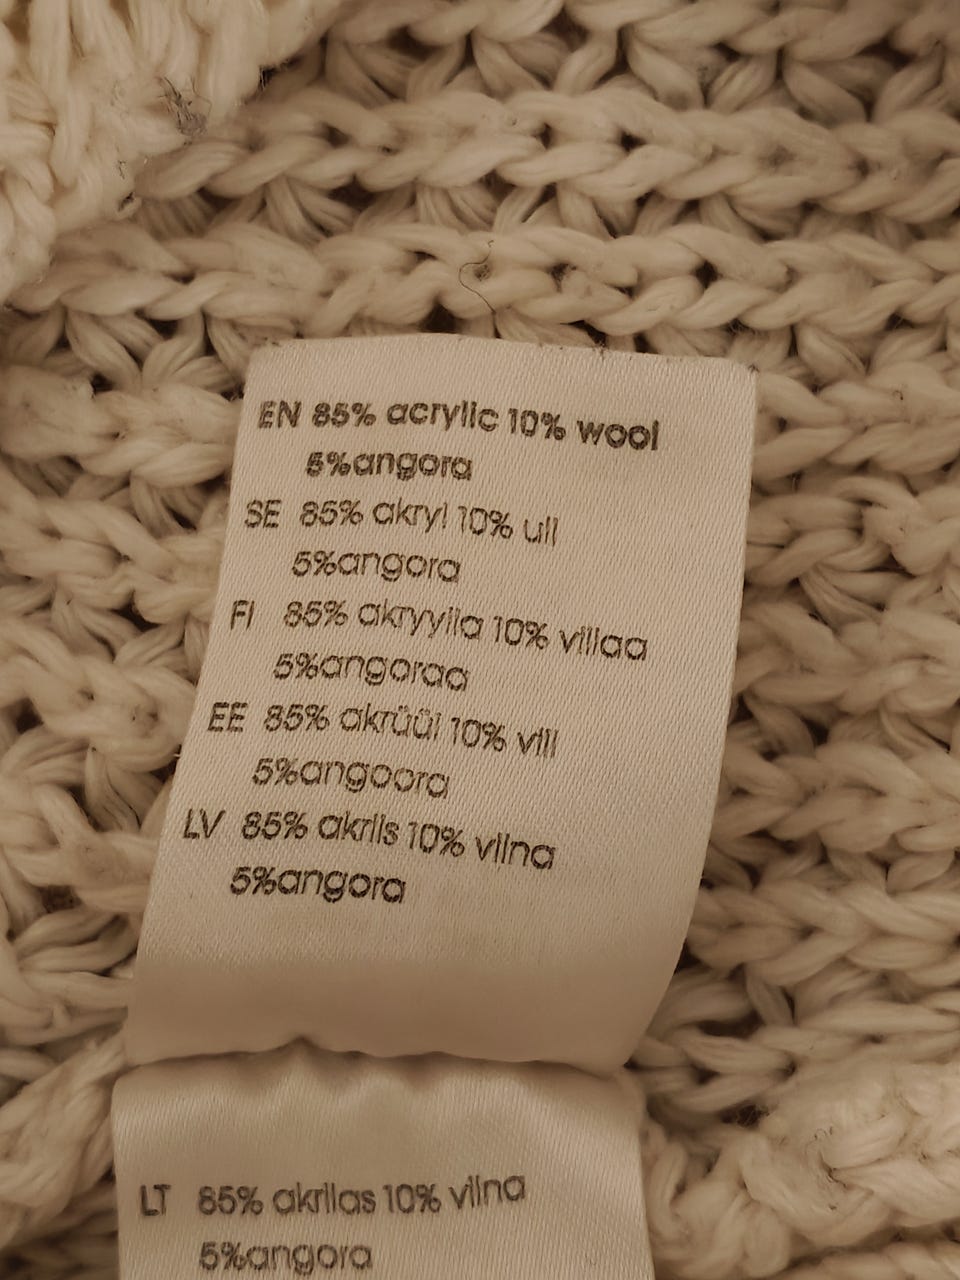 EN 85% acrylic 10% wool
5%angora
SE 85% akryl 10% ull
5%angora
FI 85% akryylia 10% villaa
5%angoraa
EE 85% akrüül 10% vill
5%angoora
LV 85% akrils 10% vilna
5%angora
LT 85% akrilas 10% vilna
5%angora